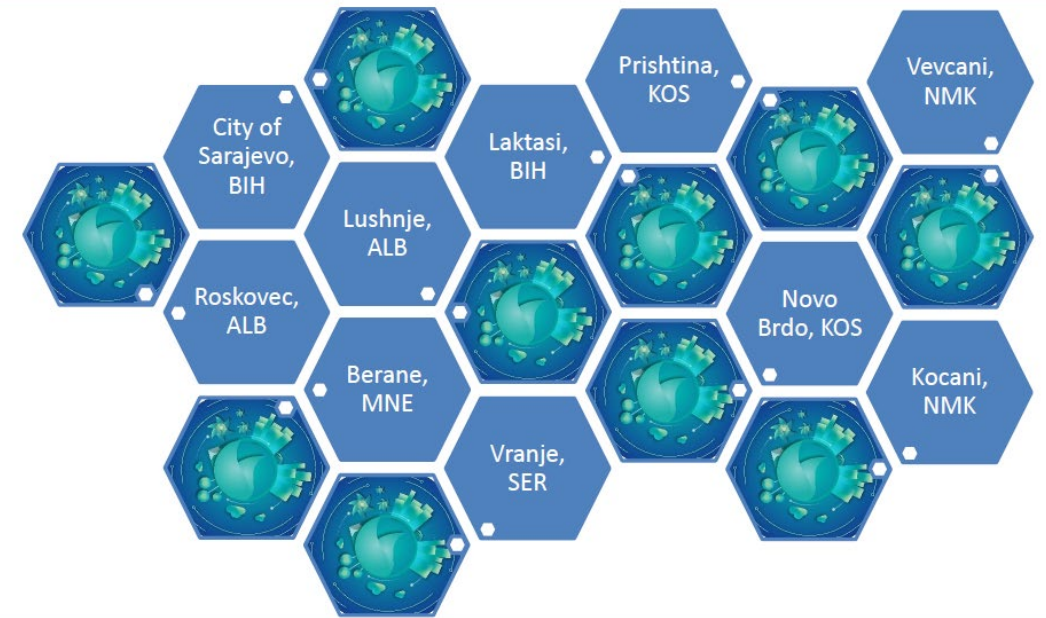 Prishtina,
KOS
Vevcani,
NMK
City of
Sarajevo,
BIH
Laktasi,
BIH
Lushnje,
ALB
Roskovec,
ALB
Novo
Brdo, KOS
Berane,
MNE
Kocani,
NMK
Vranje,
SER